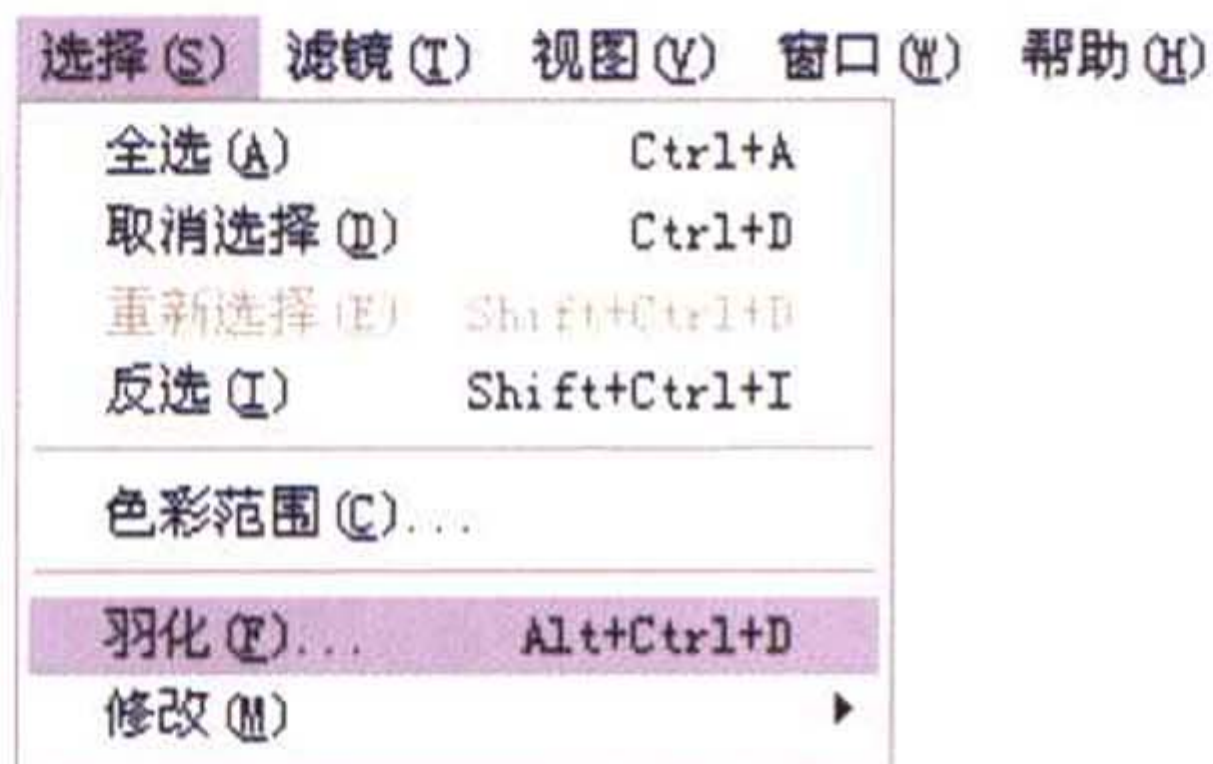 选择(S) 滤镜(T) 视图(V) 窗口(W) 帮助(H)
全选(A) Ctrl+A
取消选择(D) Ctrl+D
重新选择(E) Shift+Ctrl+D
反选(I) Shift+Ctrl+I
色彩范围(C)...
羽化(F)... Alt+Ctrl+D
修改(M)